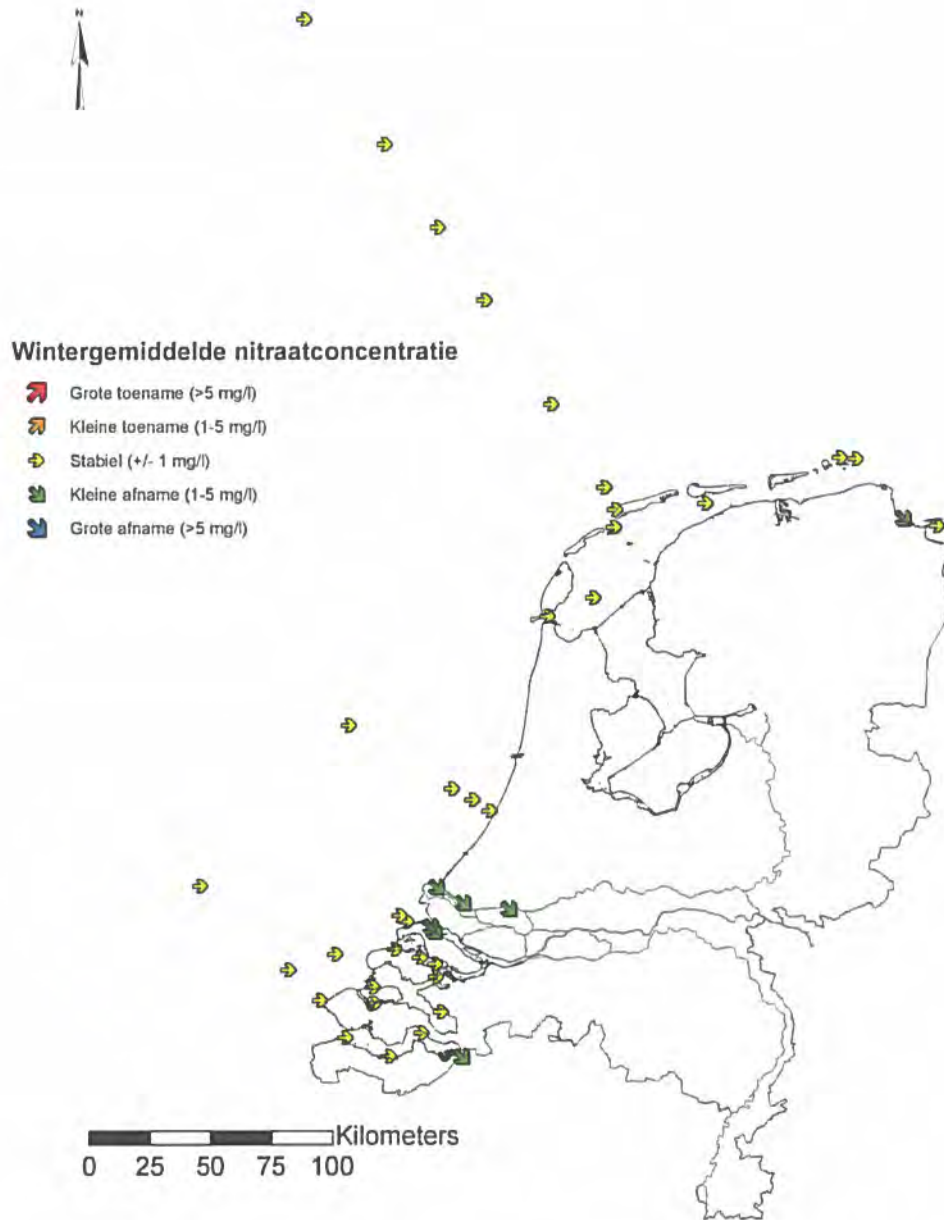 N
Wintergemiddelde nitraatconcentratie
Grote toename (>5 mg/l)
Kleine toename (1-5 mg/l)
Stabiel (+/- 1 mg/l)
Kleine afname (1-5 mg/l)
Grote afname (>5 mg/l)
Kilometers
0 25 50 75 100